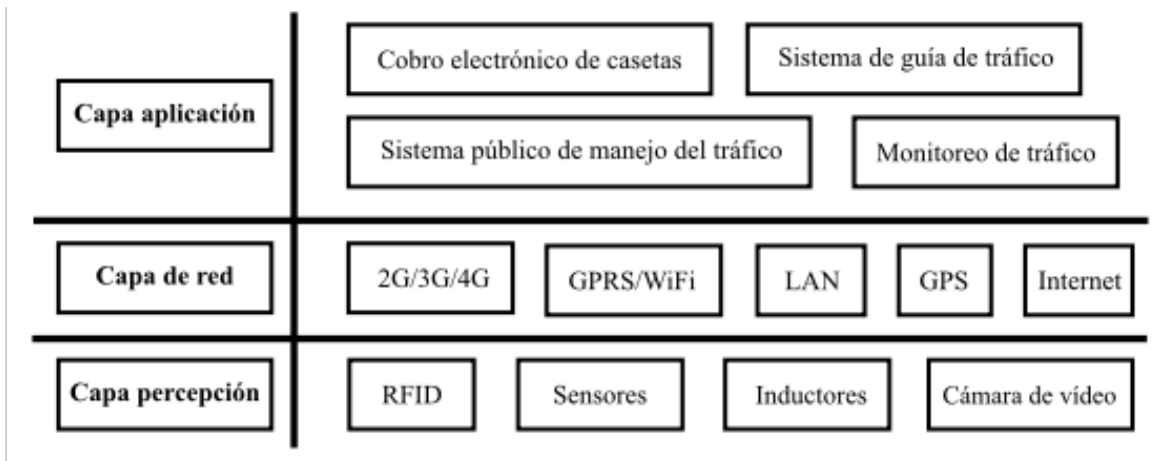 Capa aplicación
Cobro electrónico de casetas
Sistema de guía de tráfico
Sistema público de manejo del tráfico
Monitoreo de tráfico
Capa de red
2G/3G/4G
GPRS/WiFi
LAN
GPS
Internet
Capa percepción
RFID
Sensores
Inductores
Cámara de vídeo